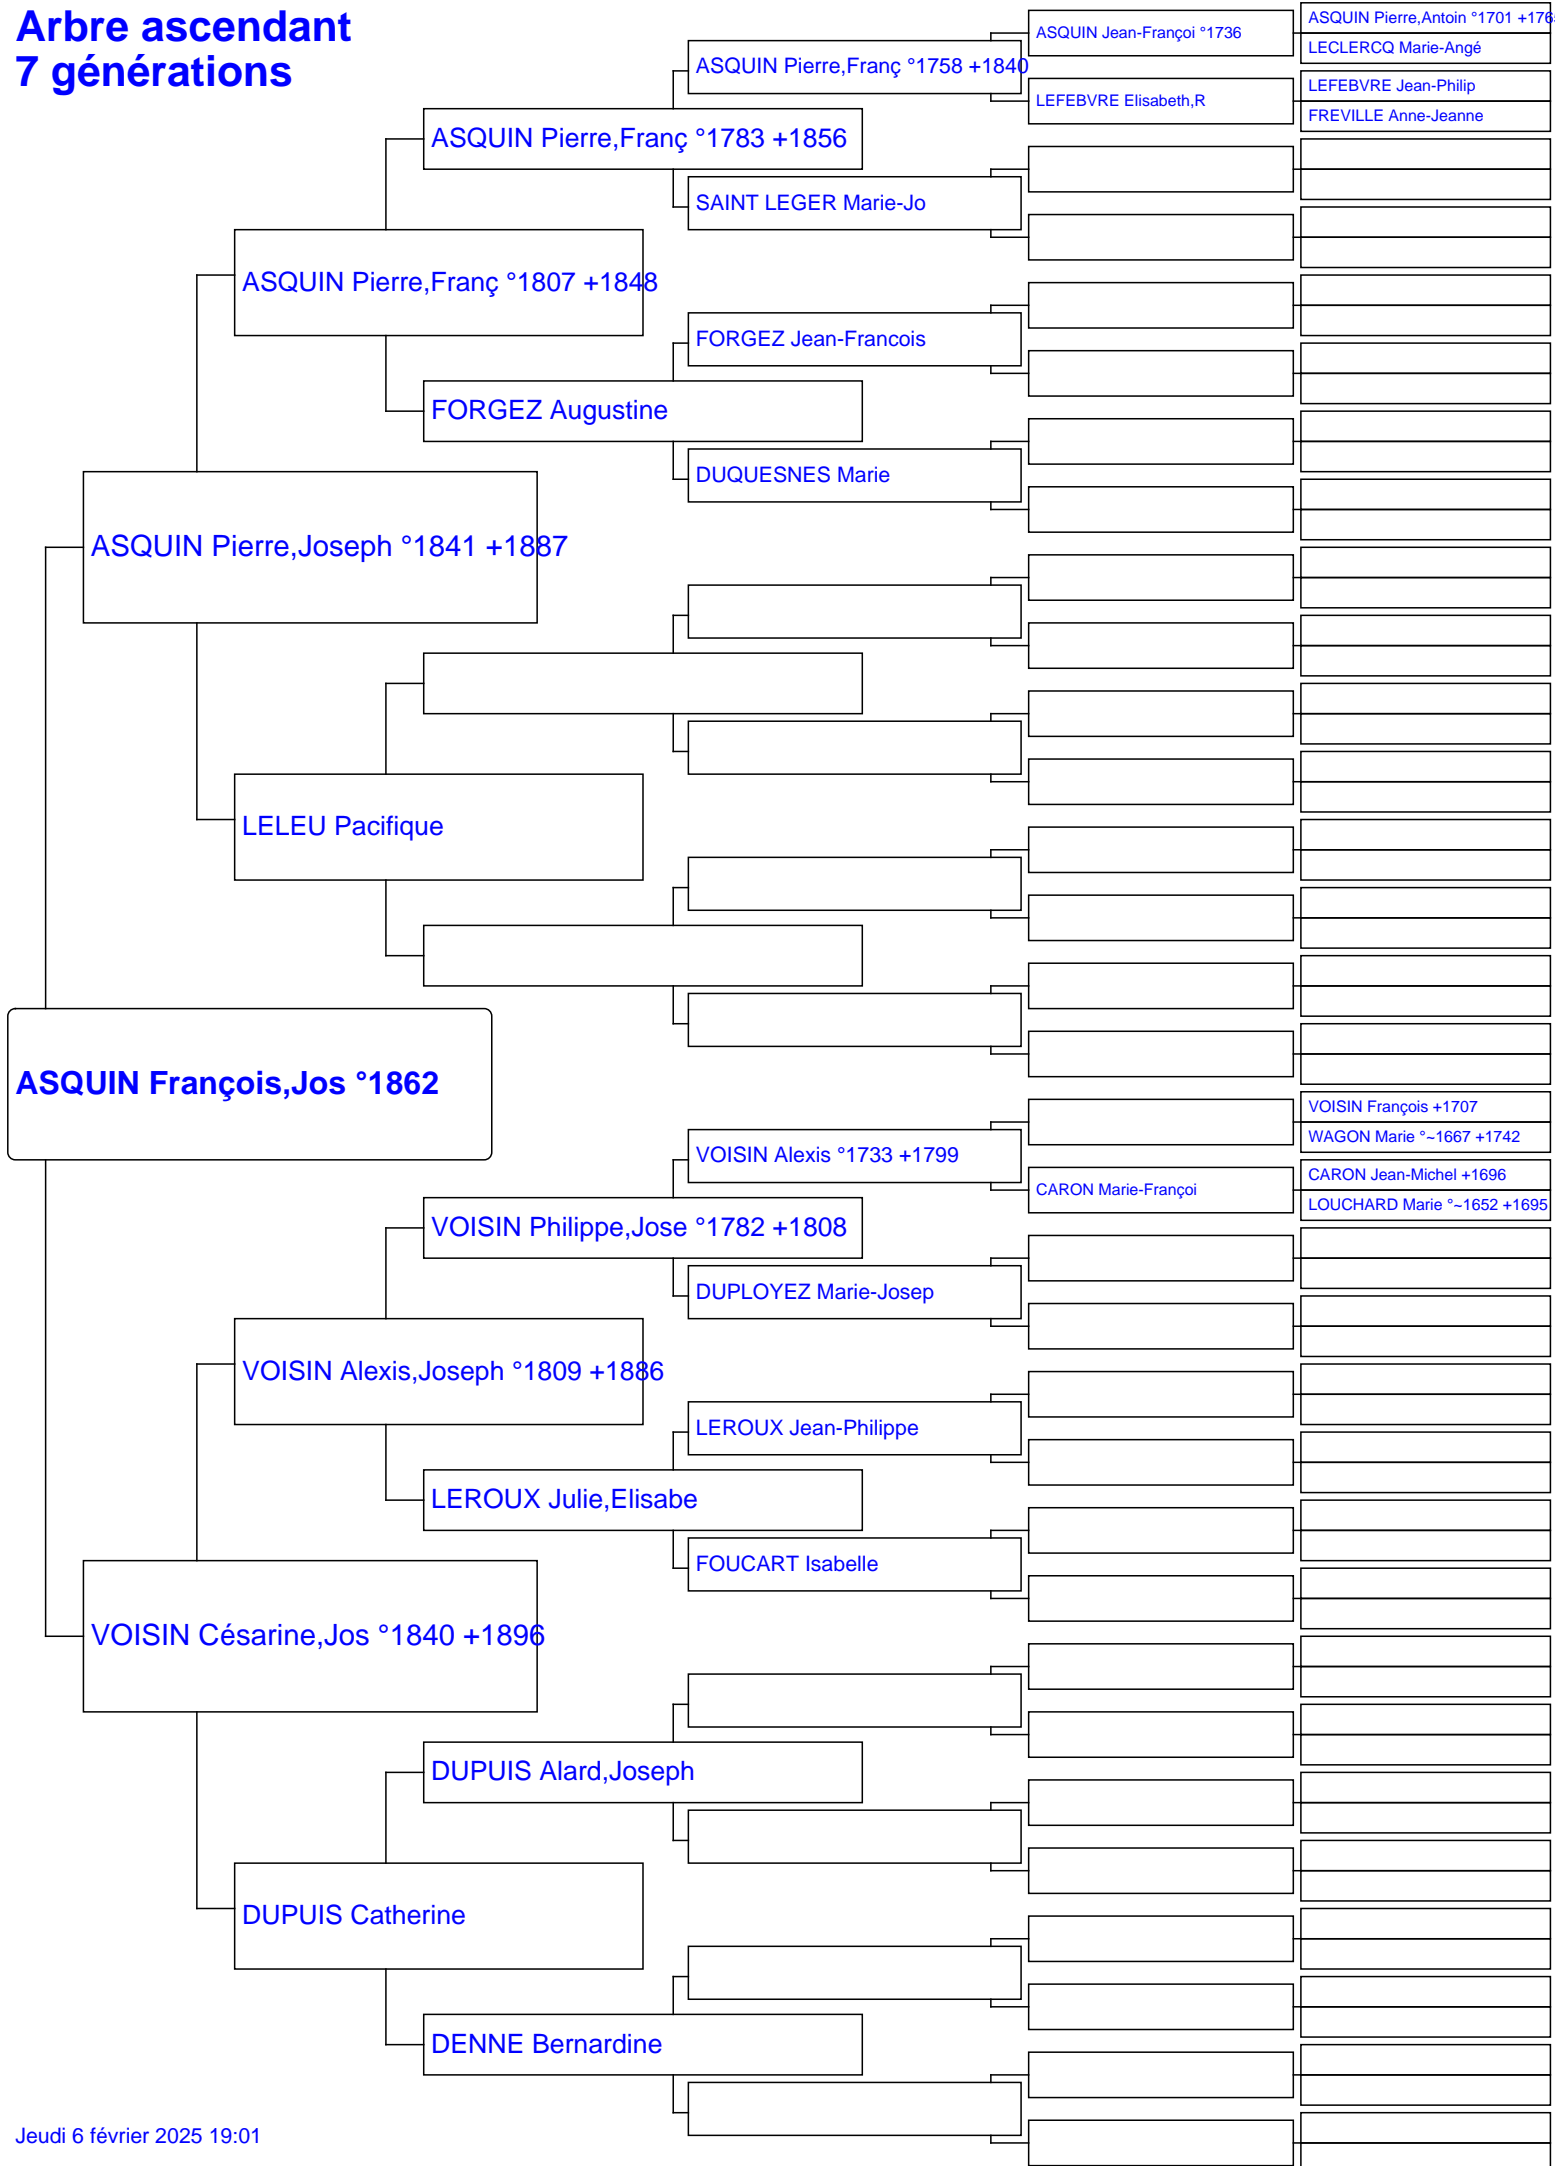 Arbre ascendant
7 générations
ASQUIN Jean-Françoi °1736
ASQUIN Pierre,Antoin °1701 +176
LECLERCQ Marie-Angé
ASQUIN Pierre,Franç °1758 +1840
LEFEBVRE Elisabeth,R
LEFEBVRE Jean-Philip
FREVILLE Anne-Jeanne
ASQUIN Pierre,Franç °1783 +1856
SAINT LEGER Marie-Jo
ASQUIN Pierre,Franç °1807 +1848
FORGEZ Jean-Francois
FORGEZ Augustine
DUQUESNES Marie
ASQUIN Pierre,Joseph °1841 +1887
LELEU Pacifique
ASQUIN François,Jos °1862
VOISIN François +1707
WAGON Marie °~1667 +1742
VOISIN Alexis °1733 +1799
CARON Marie-Françoi
CARON Jean-Michel +1696
LOUCHARD Marie °~1652 +1695
VOISIN Philippe,Jose °1782 +1808
DUPLOYEZ Marie-Josep
VOISIN Alexis,Joseph °1809 +1886
LEROUX Jean-Philippe
LEROUX Julie,Elisabe
FOUCART Isabelle
VOISIN Césarine,Jos °1840 +1896
DUPUIS Alard,Joseph
DUPUIS Catherine
DENNE Bernardine
Jeudi 6 février 2025 19:01